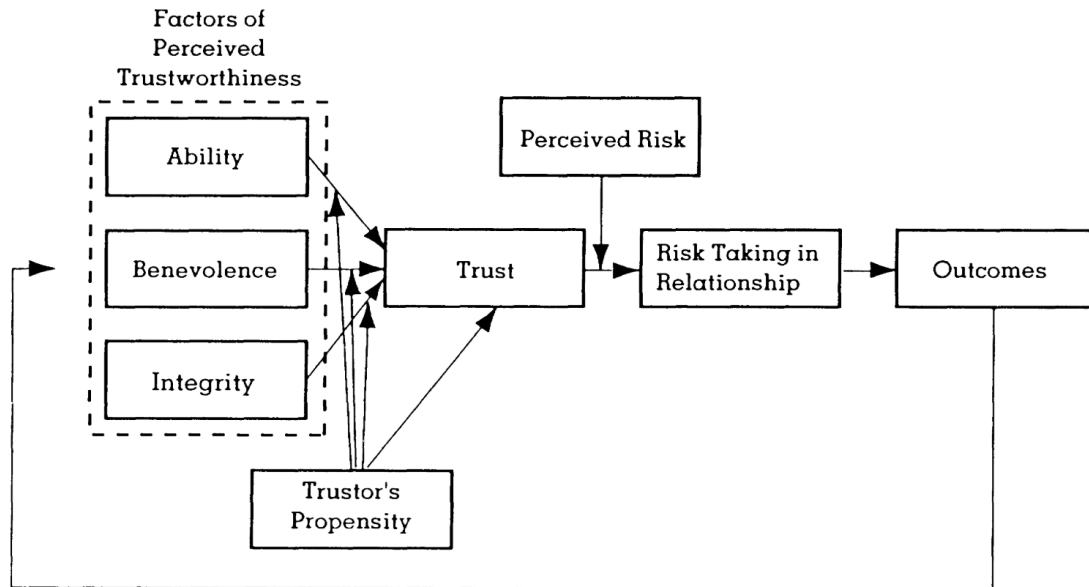 Factors of
Perceived
Trustworthiness
Ability
Benevolence
Integrity
Trustor's
Propensity
Trust
Perceived Risk
Risk Taking in
Relationship
Outcomes